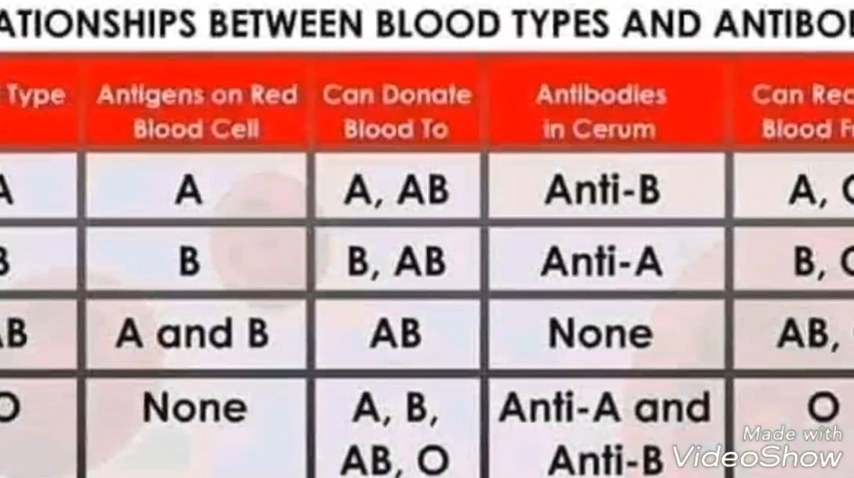 ATIONSHIPS BETWEEN BLOOD TYPES AND ANTIBO
Type Antigens on Red Can Donate Antibodies Can Rec
Blood Cell Blood To in Cerum Blood F
A A A, AB Anti-B A,
B B B, AB Anti-A B,
AB A and B AB None AB,
O None A, B, Anti-A and O
AB, O Anti-B
Made with
VideoShow